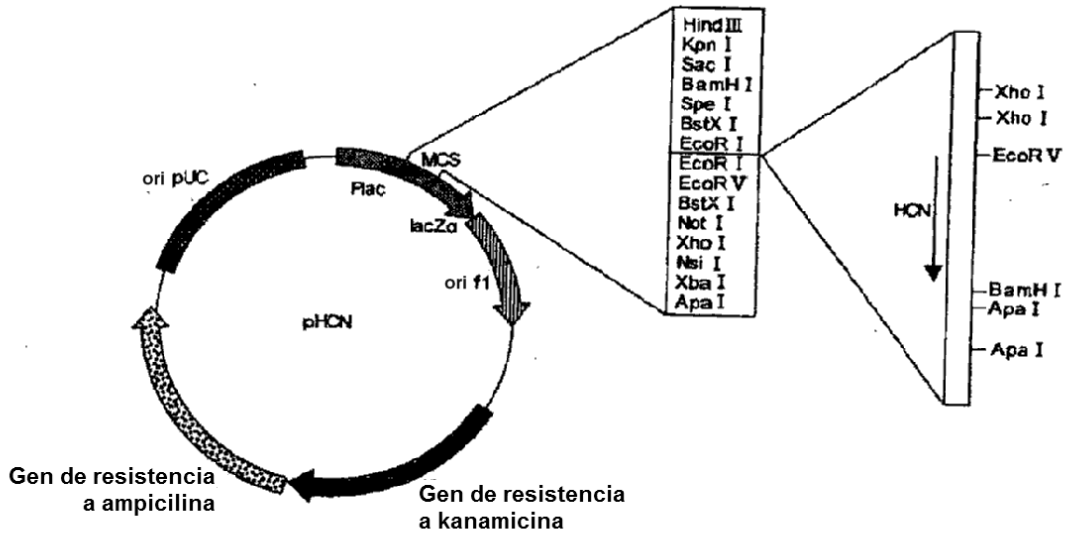 Hind III
Kpn I
Sac I
BamH I
Spe I
BstX I
EcoR I
EcoR I
EcoR V
BstX I
Not I
Xho I
Nsi I
Xba I
Apa I
Xho I
Xho I
EcoR V
HCN
BamH I
Apa I
Apa I
ori pUC
MCS
Plac
lacZα
ori f1
pHCN
Gen de resistencia
a ampicilina
Gen de resistencia
a kanamicina